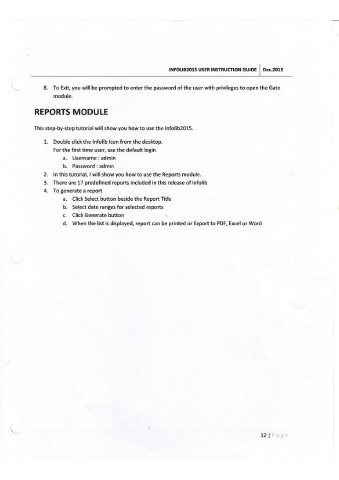 INFOLIB2015 USER INSTRUCTION GUIDE | Dec.2015
8. To Exit, you will be prompted to enter the password of the user with privileges to open the Gate
module.
REPORTS MODULE
This step-by-step tutorial will show you how to use the Infolib2015.
1. Double click the Infolib Icon from the desktop.
For the first time user, use the default login
a. Username : admin
b. Password : admin
2. In this tutorial, I will show you how to use the Reports module.
3. There are 17 predefined reports included in this release of Infolib
4. To generate a report
a. Click Select button beside the Report Title
b. Select date ranges for selected reports
c. Click Generate button
d. When the list is displayed, report can be printed or Export to PDF, Excel or Word
12 | Page